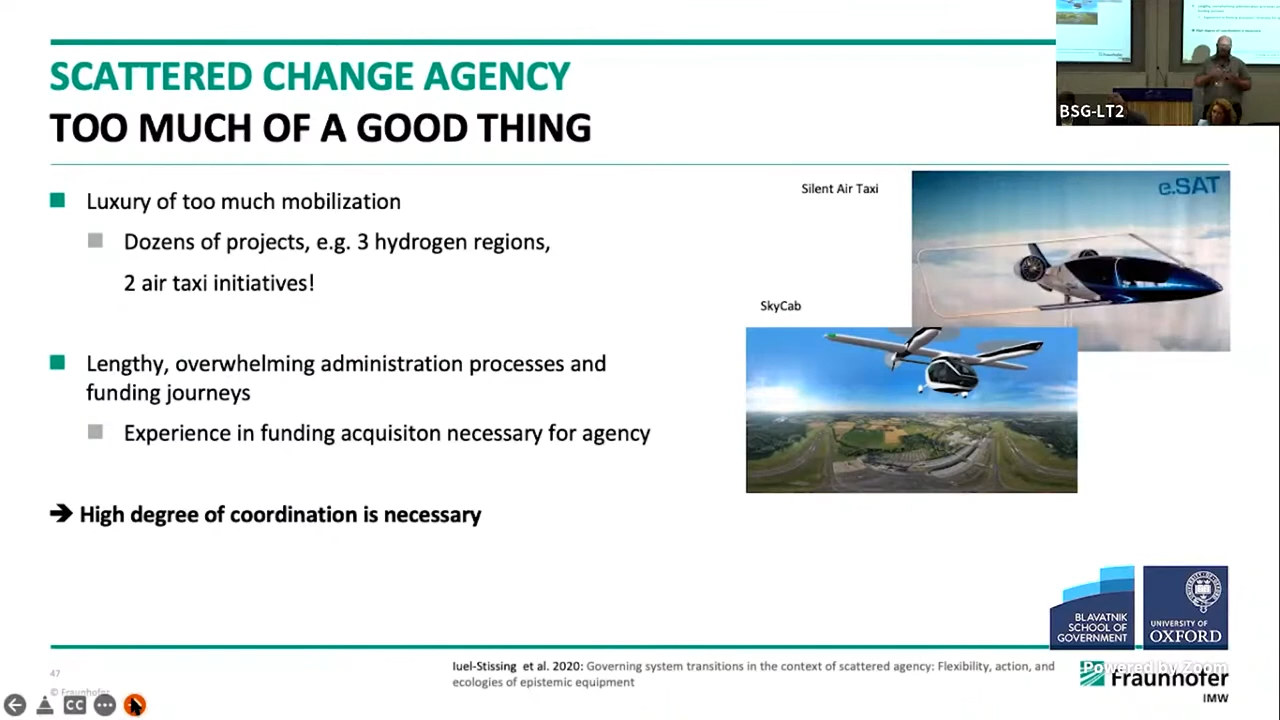 BSG-LT2
SCATTERED CHANGE AGENCY
TOO MUCH OF A GOOD THING
Luxury of too much mobilization
Dozens of projects, e.g. 3 hydrogen regions,
2 air taxi initiatives!
Lengthy, overwhelming administration processes and
funding journeys
Experience in funding acquisiton necessary for agency
➔ High degree of coordination is necessary
Silent Air Taxi
e.SAT
SkyCab
BLAVATNIK
SCHOOL OF
GOVERNMENT
UNIVERSITY OF
OXFORD
47
© Fraunhofer
Iuel-Stissing et al. 2020: Governing system transitions in the context of scattered agency: Flexibility, action, and
ecologies of epistemic equipment
Powered by Zoom
Fraunhofer
IMW
CC